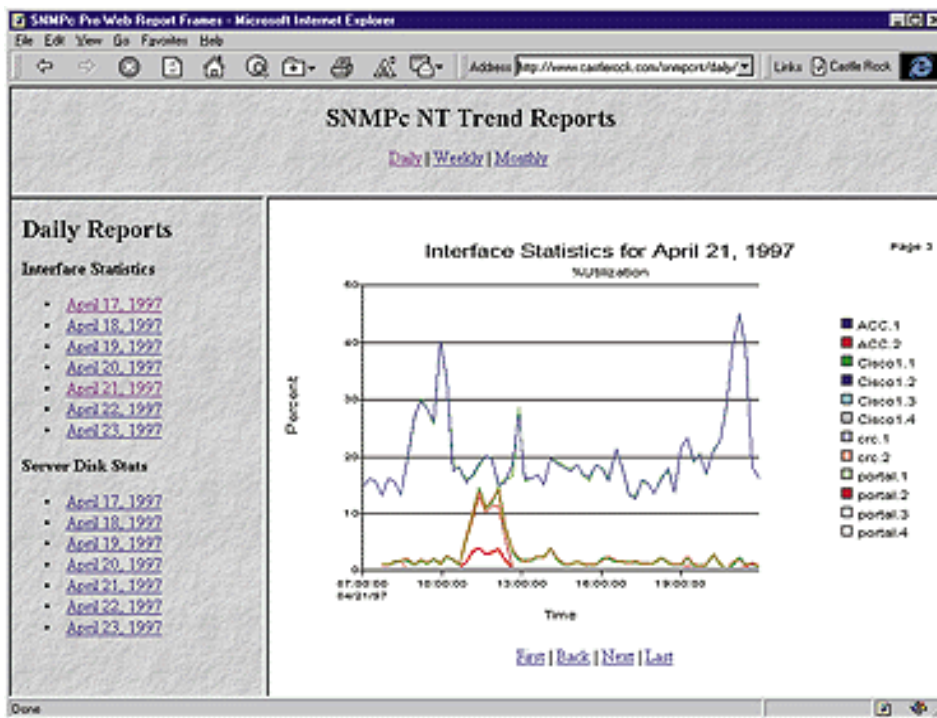 SNMPc Pro Web Report Frames - Microsoft Internet Explorer
File Edit View Go Favorites Help
Address http://www.castlerock.com/snreport/daily/ Links Castle Rock
SNMPc NT Trend Reports
Daily | Weekly | Monthly
Daily Reports
Interface Statistics
• April 17, 1997
• April 18, 1997
• April 19, 1997
• April 20, 1997
• April 21, 1997
• April 22, 1997
• April 23, 1997
Server Disk Stats
• April 17, 1997
• April 18, 1997
• April 19, 1997
• April 20, 1997
• April 21, 1997
• April 22, 1997
• April 23, 1997
Interface Statistics for April 21, 1997
Page 3
%Utilization
Percent
50
40
30
20
10
0
07:00:00 10:00:00 13:00:00 16:00:00 19:00:00
04/21/97
Time
ACC.1
ACC.2
Cisco1.1
Cisco1.2
Cisco1.3
Cisco1.4
crc.1
crc.2
portal.1
portal.2
portal.3
portal.4
First | Back | Next | Last
Done